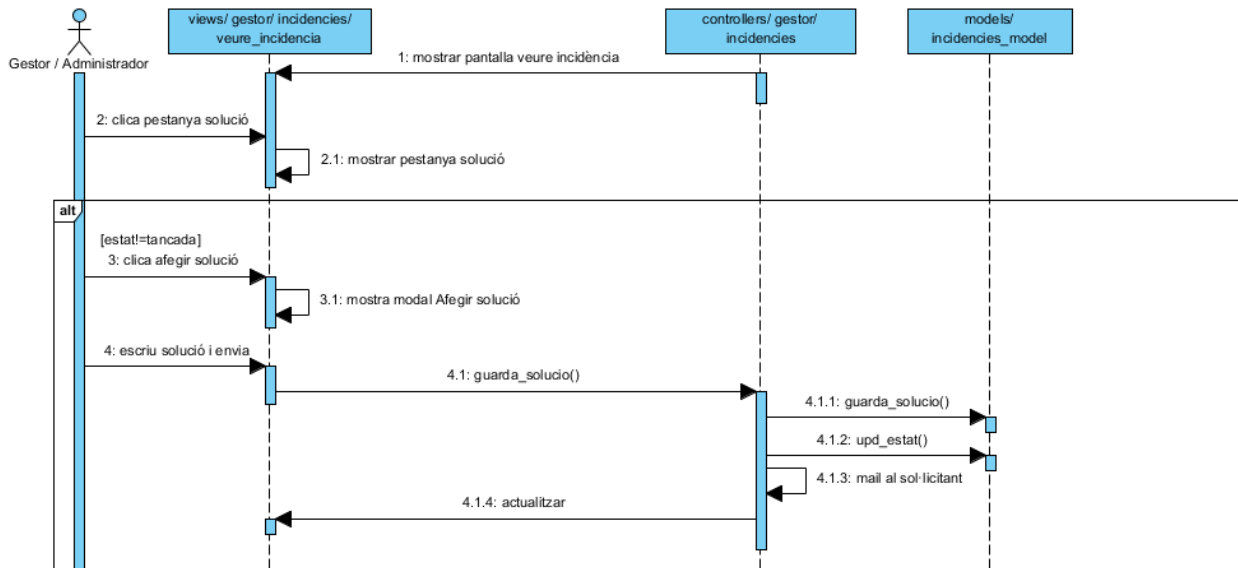 views/ gestor/ incidencies/
veure_incidencia
controllers/ gestor/
incidencies
models/
incidencies_model
Gestor / Administrador
1: mostrar pantalla veure incidència
2: clica pestanya solució
2.1: mostrar pestanya solució
alt
[estat!=tancada]
3: clica afegir solució
3.1: mostra modal Afegir solució
4: escriu solució i envia
4.1: guarda_solucio()
4.1.1: guarda_solucio()
4.1.2: upd_estat()
4.1.3: mail al sol·licitant
4.1.4: actualitzar